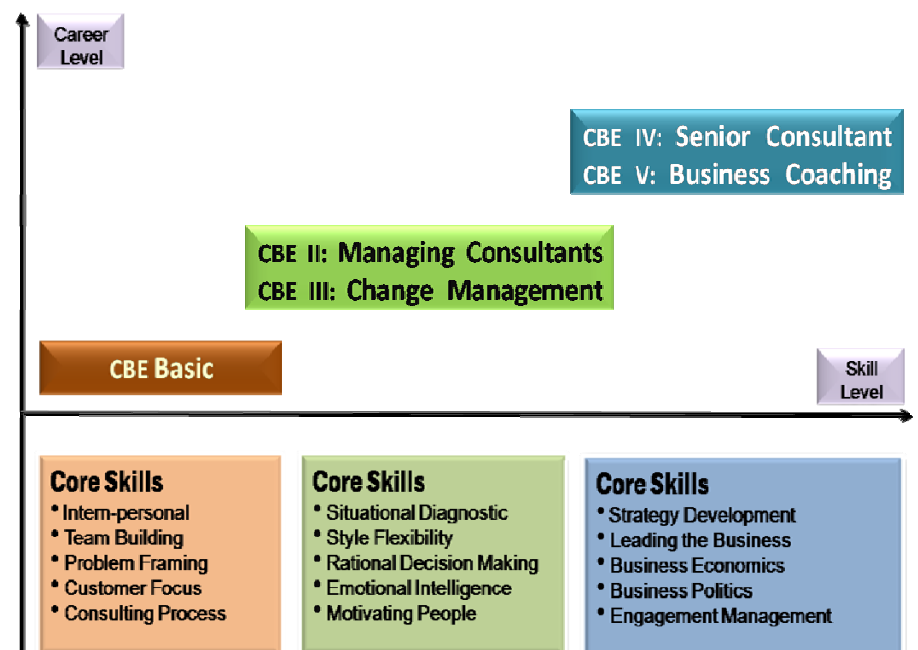 Career
Level
CBE IV: Senior Consultant
CBE V: Business Coaching
CBE II: Managing Consultants
CBE III: Change Management
CBE Basic
Skill
Level
Core Skills
• Intern-personal
• Team Building
• Problem Framing
• Customer Focus
• Consulting Process
Core Skills
• Situational Diagnostic
• Style Flexibility
• Rational Decision Making
• Emotional Intelligence
• Motivating People
Core Skills
• Strategy Development
• Leading the Business
• Business Economics
• Business Politics
• Engagement Management